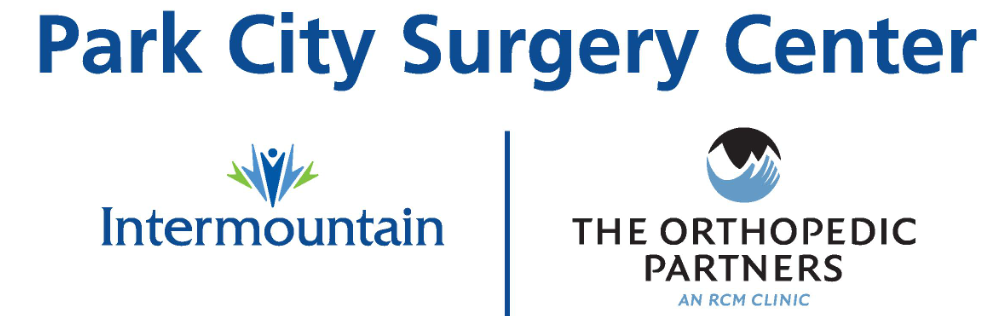 Park City Surgery Center
Intermountain
THE ORTHOPEDIC
PARTNERS
AN RCM CLINIC